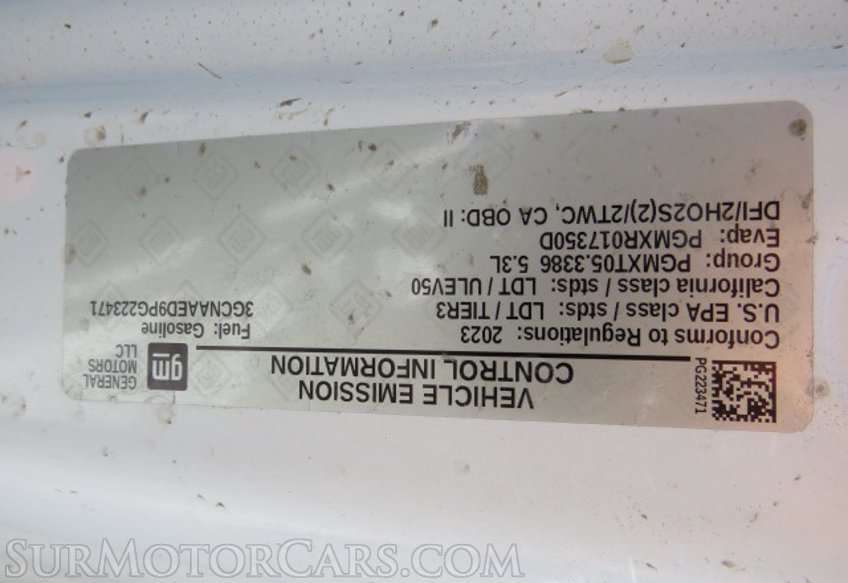 PG223471
VEHICLE EMISSION
CONTROL INFORMATION
gm
GENERAL
MOTORS
LLC
Conforms to Regulations: 2023
U.S. EPA class / stds: LDT / TIER3
California class / stds: LDT / ULEV50
Group: PGMXT05.3386 5.3L
Evap: PGMXR017350D
DFI/2HO2S(2)/2TWC, CA OBD: II
Fuel: Gasoline
3GCNAAED9PG223471
SURMOTORCARS.COM